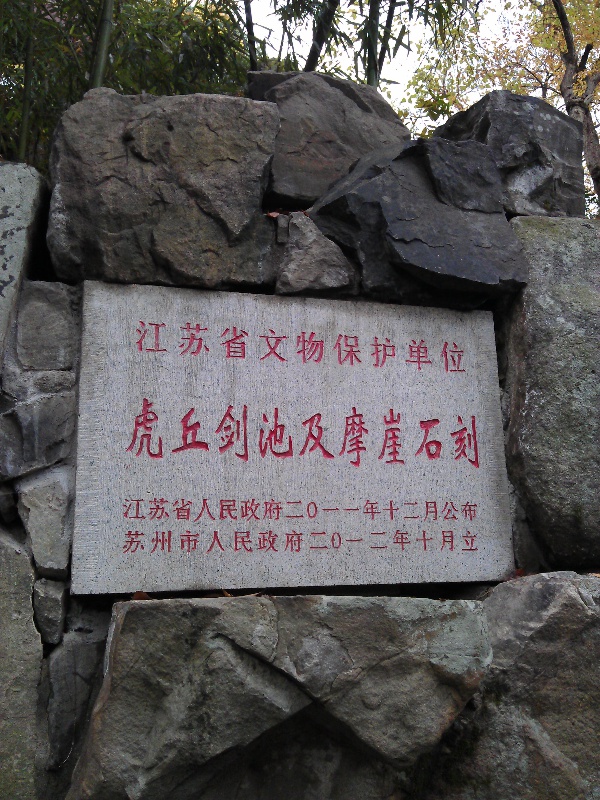 江苏省文物保护单位
虎丘剑池及摩崖石刻
江苏省人民政府二〇一一年十二月公布
苏州市人民政府二〇一二年十月立